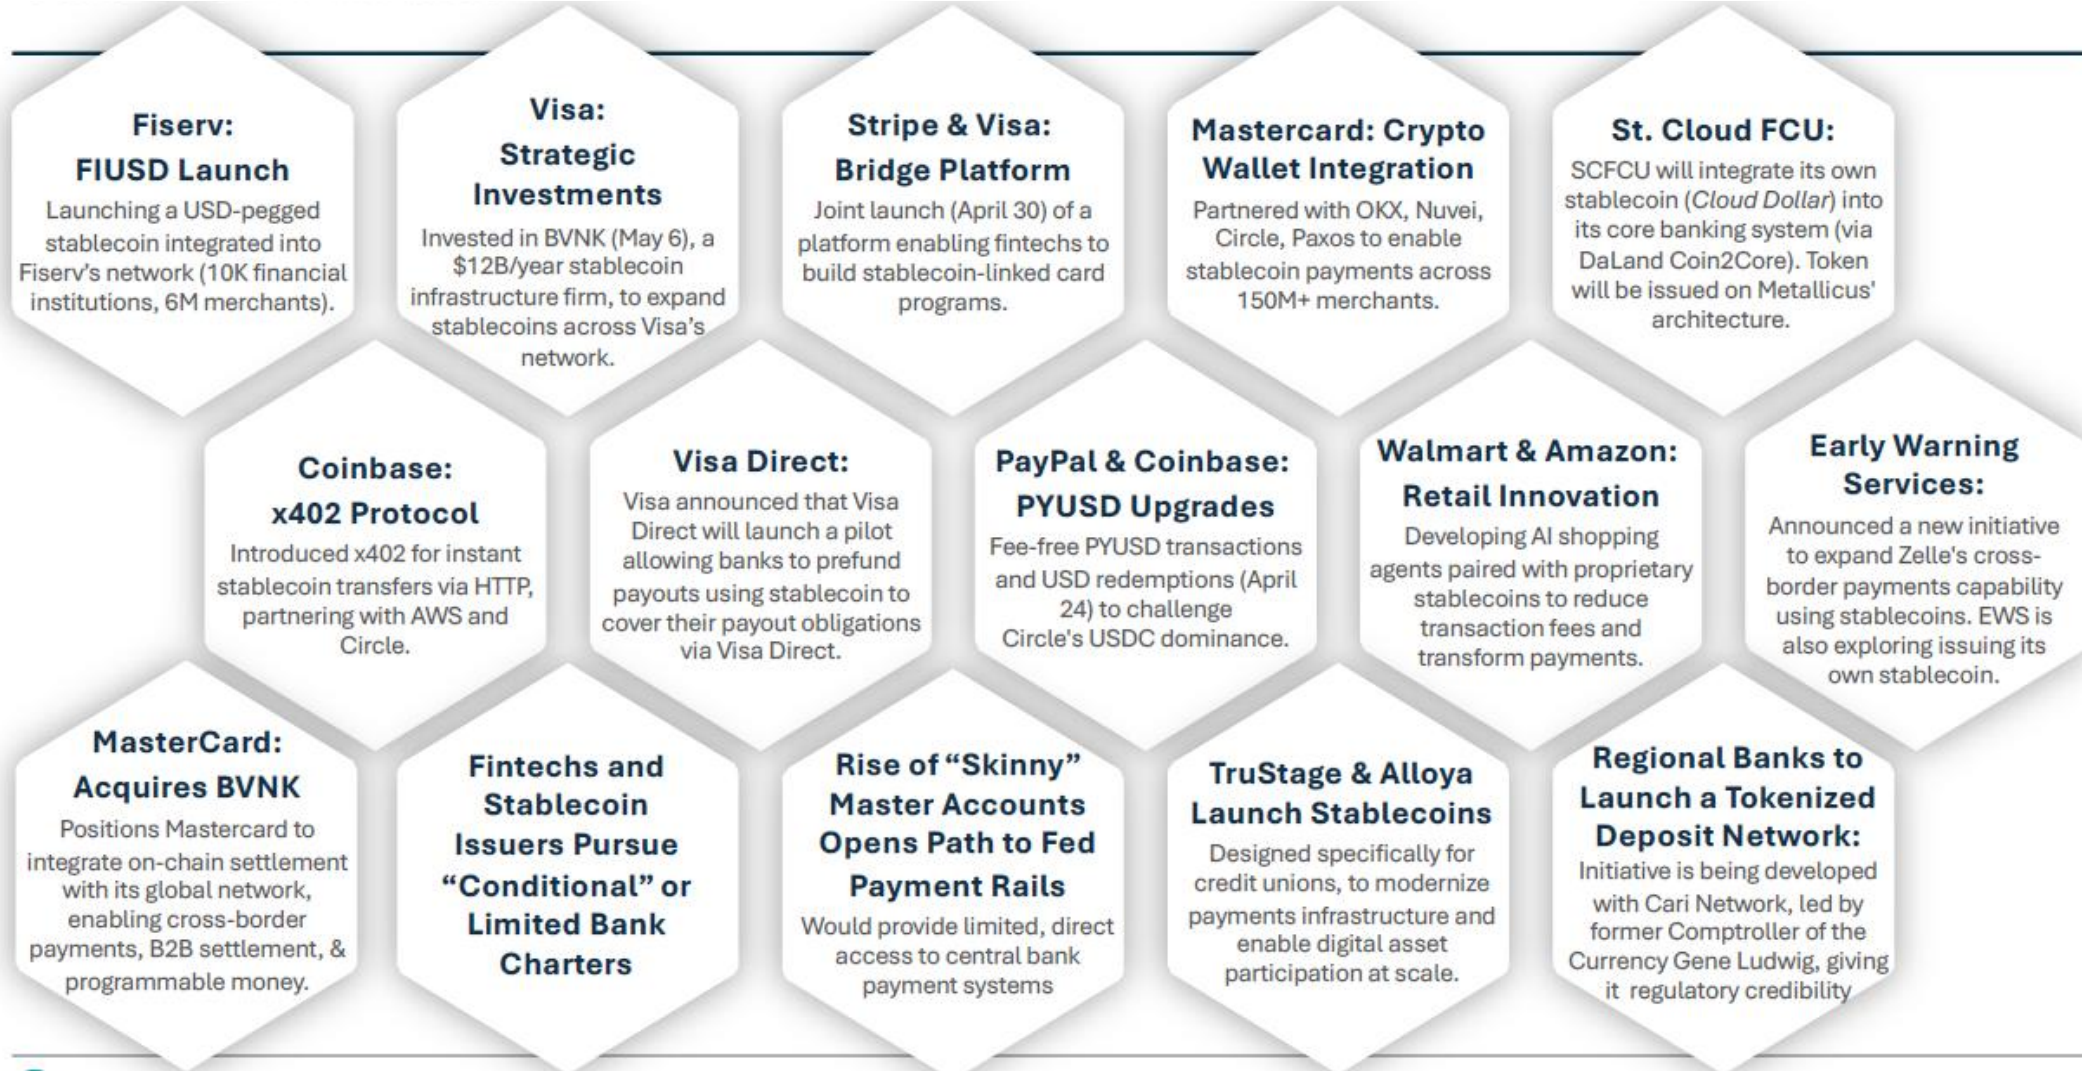 Fiserv:
FIUSD Launch
Launching a USD-pegged
stablecoin integrated into
Fiserv's network (10K financial
institutions, 6M merchants).
Visa:
Strategic
Investments
Invested in BVNK (May 6), a
$12B/year stablecoin
infrastructure firm, to expand
stablecoins across Visa's
network.
Stripe & Visa:
Bridge Platform
Joint launch (April 30) of a
platform enabling fintechs to
build stablecoin-linked card
programs.
Mastercard: Crypto
Wallet Integration
Partnered with OKX, Nuvei,
Circle, Paxos to enable
stablecoin payments across
150M+ merchants.
St. Cloud FCU:
SCFCU will integrate its own
stablecoin (Cloud Dollar) into
its core banking system (via
DaLand Coin2Core). Token
will be issued on Metallicus'
architecture.
Coinbase:
x402 Protocol
Introduced x402 for instant
stablecoin transfers via HTTP,
partnering with AWS and
Circle.
Visa Direct:
Visa announced that Visa
Direct will launch a pilot
allowing banks to prefund
payouts using stablecoin to
cover their payout obligations
via Visa Direct.
PayPal & Coinbase:
PYUSD Upgrades
Fee-free PYUSD transactions
and USD redemptions (April
24) to challenge
Circle's USDC dominance.
Walmart & Amazon:
Retail Innovation
Developing AI shopping
agents paired with proprietary
stablecoins to reduce
transaction fees and
transform payments.
Early Warning
Services:
Announced a new initiative
to expand Zelle's cross-
border payments capability
using stablecoins. EWS is
also exploring issuing its
own stablecoin.
MasterCard:
Acquires BVNK
Positions Mastercard to
integrate on-chain settlement
with its global network,
enabling cross-border
payments, B2B settlement, &
programmable money.
Fintechs and
Stablecoin
Issuers Pursue
"Conditional" or
Limited Bank
Charters
Rise of "Skinny"
Master Accounts
Opens Path to Fed
Payment Rails
Would provide limited, direct
access to central bank
payment systems
TruStage & Alloya
Launch Stablecoins
Designed specifically for
credit unions, to modernize
payments infrastructure and
enable digital asset
participation at scale.
Regional Banks to
Launch a Tokenized
Deposit Network:
Initiative is being developed
with Cari Network, led by
former Comptroller of the
Currency Gene Ludwig, giving
it regulatory credibility